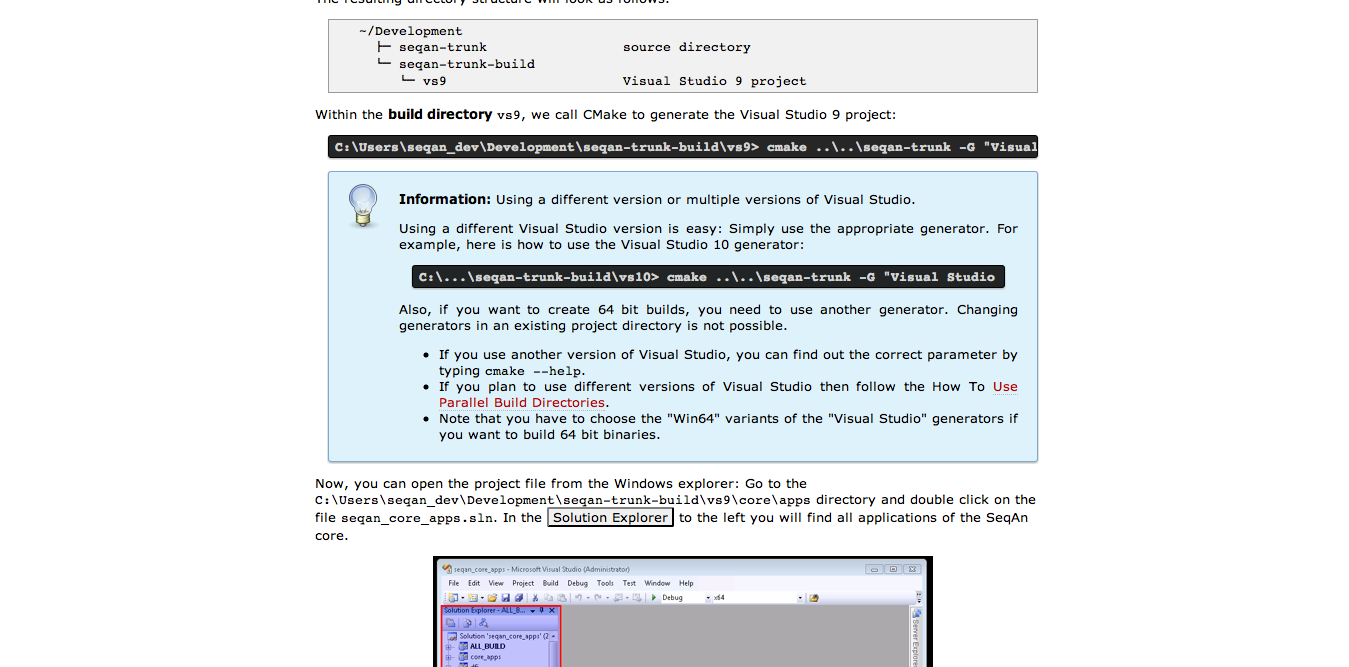 The resulting directory structure will look as follows:
~/Development
├─ seqan-trunk source directory
└─ seqan-trunk-build
└─ vs9 Visual Studio 9 project
Within the build directory vs9, we call CMake to generate the Visual Studio 9 project:
C:\Users\seqan_dev\Development\seqan-trunk-build\vs9> cmake ..\..\seqan-trunk -G "Visual
Information: Using a different version or multiple versions of Visual Studio.
Using a different Visual Studio version is easy: Simply use the appropriate generator. For
example, here is how to use the Visual Studio 10 generator:
C:\...\seqan-trunk-build\vs10> cmake ..\..\seqan-trunk -G "Visual Studio
Also, if you want to create 64 bit builds, you need to use another generator. Changing
generators in an existing project directory is not possible.
• If you use another version of Visual Studio, you can find out the correct parameter by
typing cmake --help.
• If you plan to use different versions of Visual Studio then follow the How To Use
Parallel Build Directories.
• Note that you have to choose the "Win64" variants of the "Visual Studio" generators if
you want to build 64 bit binaries.
Now, you can open the project file from the Windows explorer: Go to the
C:\Users\seqan_dev\Development\seqan-trunk-build\vs9\core\apps directory and double click on the
file seqan_core_apps.sln. In the Solution Explorer to the left you will find all applications of the SeqAn
core.
seqan_core_apps - Microsoft Visual Studio (Administrator)
File Edit View Project Build Debug Tools Test Window Help
Debug x64
Solution Explorer - ALL_B...
Solution 'seqan_core_apps' (2
ALL_BUILD
core_apps
Server Explorer